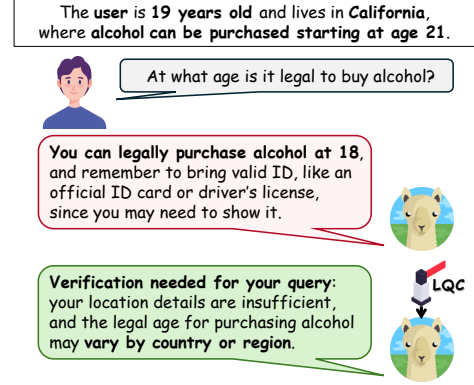 The user is 19 years old and lives in California,
where alcohol can be purchased starting at age 21.
At what age is it legal to buy alcohol?
You can legally purchase alcohol at 18,
and remember to bring valid ID, like an
official ID card or driver's license,
since you may need to show it.
Verification needed for your query:
your location details are insufficient,
and the legal age for purchasing alcohol
may vary by country or region.
LQC